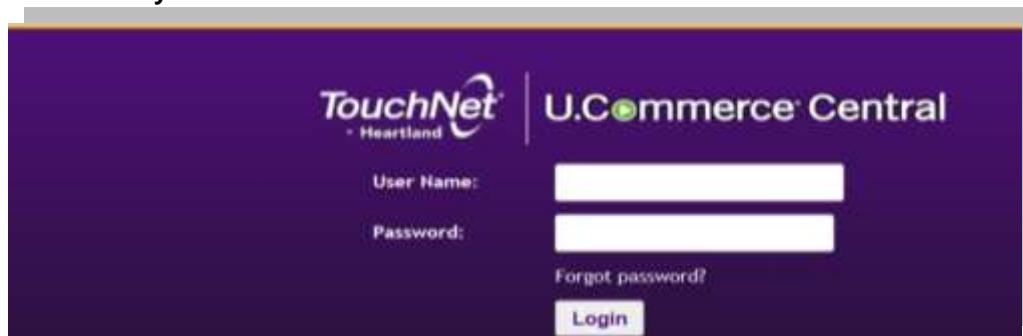 TouchNet
Heartland
U.Commerce Central
User Name:
Password:
Forgot password?
Login